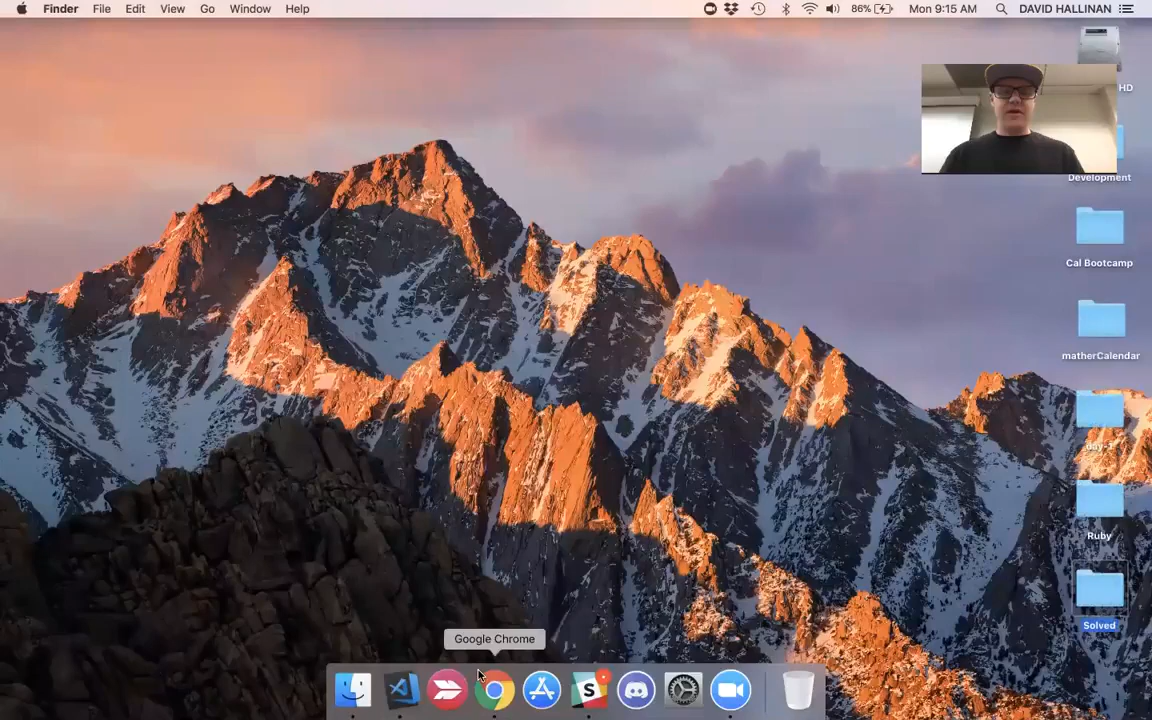 Finder File Edit View Go Window Help 86% Mon 9:15 AM DAVID HALLINAN
HD
Development
Cal Bootcamp
matherCalendar
Ruby
Solved
Google Chrome
S